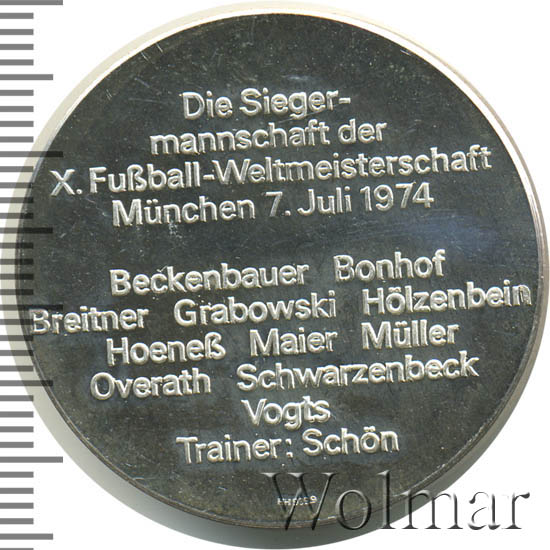 Die Sieger-
mannschaft der
X. Fußball-Weltmeisterschaft
München 7. Juli 1974
Beckenbauer Bonhof
Breitner Grabowski Hölzenbein
Hoeneß Maier Müller
Overath Schwarzenbeck
Vogts
Trainer: Schön
Wolmar